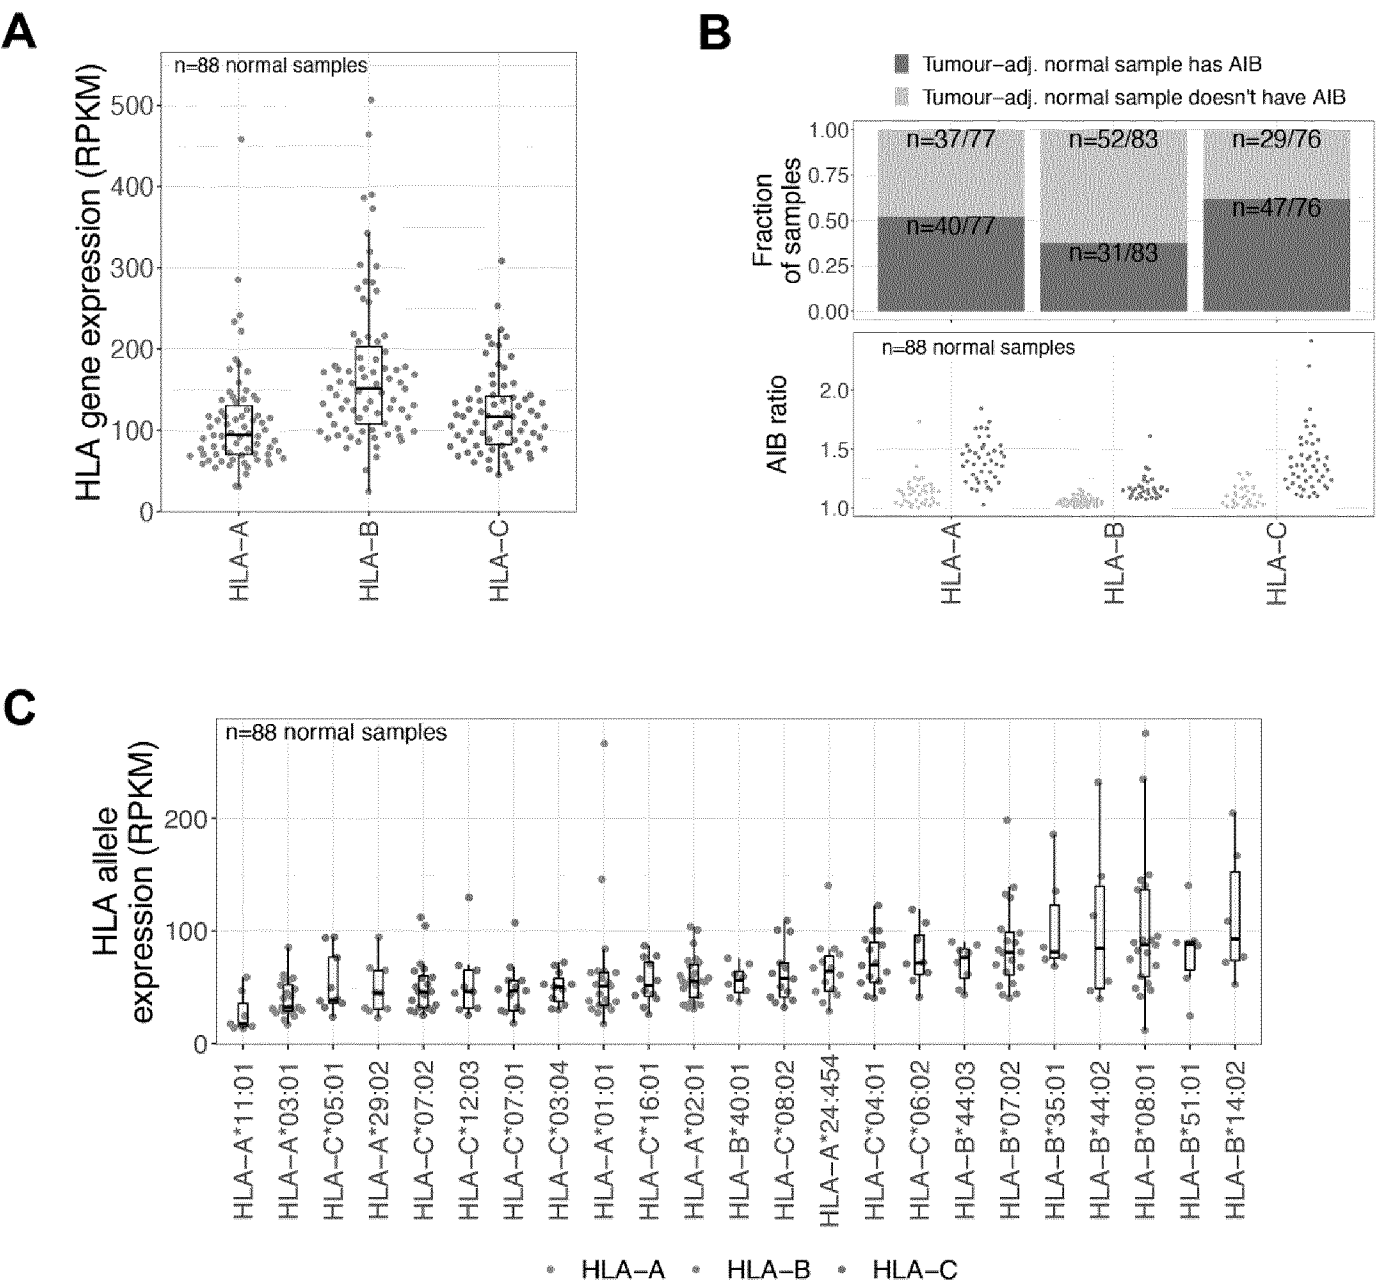 A
n=88 normal samples
HLA gene expression (RPKM)
500
400
300
200
100
0
HLA−A
HLA−B
HLA−C
B
Tumour−adj. normal sample has AIB
Tumour−adj. normal sample doesn't have AIB
Fraction
of samples
1.00
0.75
0.50
0.25
0.00
n=37/77
n=52/83
n=29/76
n=40/77
n=31/83
n=47/76
n=88 normal samples
AIB ratio
2.0
1.5
1.0
HLA−A
HLA−B
HLA−C
C
n=88 normal samples
HLA allele
expression (RPKM)
200
100
0
HLA−A*11:01
HLA−A*03:01
HLA−C*05:01
HLA−A*29:02
HLA−C*07:02
HLA−C*12:03
HLA−C*07:01
HLA−C*03:04
HLA−A*01:01
HLA−C*16:01
HLA−A*02:01
HLA−B*40:01
HLA−C*08:02
HLA−A*24:454
HLA−C*04:01
HLA−C*06:02
HLA−B*44:03
HLA−B*07:02
HLA−B*35:01
HLA−B*44:02
HLA−B*08:01
HLA−B*51:01
HLA−B*14:02
HLA−A
HLA−B
HLA−C